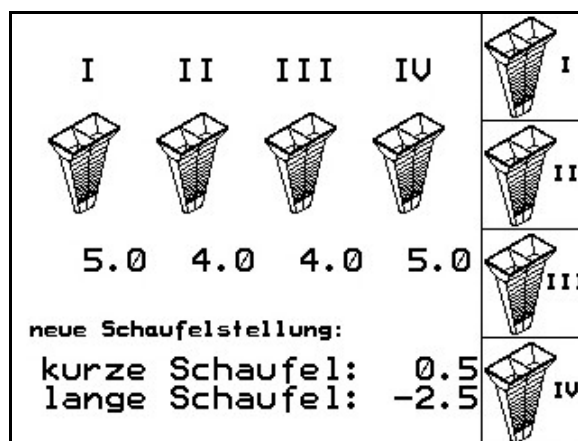 I II III IV
5.0 4.0 4.0 5.0
neue Schaufelstellung:
kurze Schaufel: 0.5
lange Schaufel: -2.5
I
II
III
IV